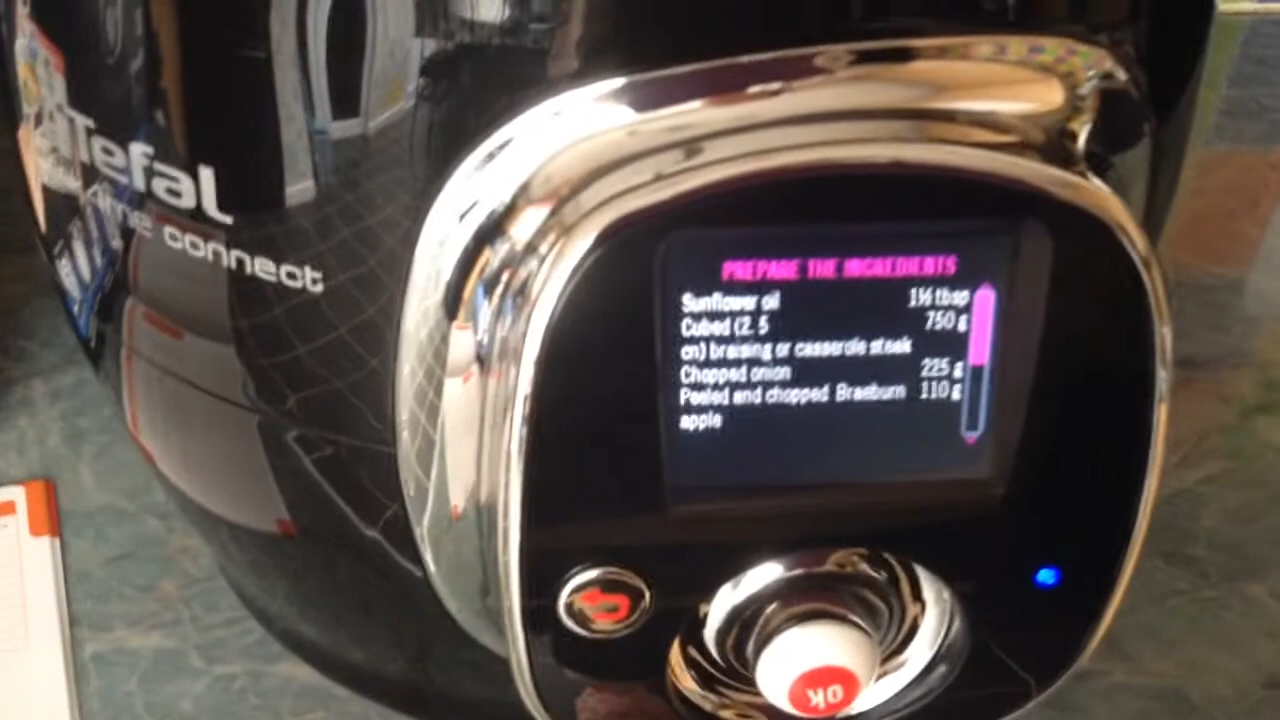 Tefal
me connect
PREPARE THE INGREDIENTS
Sunflower oil 1½ tbsp
Cubed (2. 5 750 g
cm) braising or casserole steak
Chopped onion 225 g
Peeled and chopped Braeburn 110 g
apple
OK